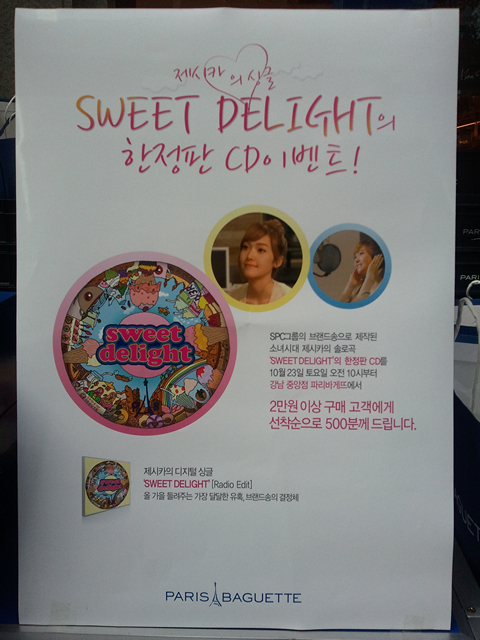 제시카의 싱글
SWEET DELIGHT의
한정판 CD이벤트!
sweet
delight
SPC그룹의 브랜드송으로 제작된
소녀시대 제시카의 솔로곡
'SWEET DELIGHT'의 한정판 CD를
10월 23일 토요일 오전 10시부터
강남 중앙점 파리바게뜨에서
2만원 이상 구매 고객에게
선착순으로 500분께 드립니다.
제시카의 디지털 싱글
'SWEET DELIGHT' [Radio Edit]
올 가을 들려주는 가장 달달한 유혹, 브랜드송의 결정체
PARIS BAGUETTE
PARIS
PARIS